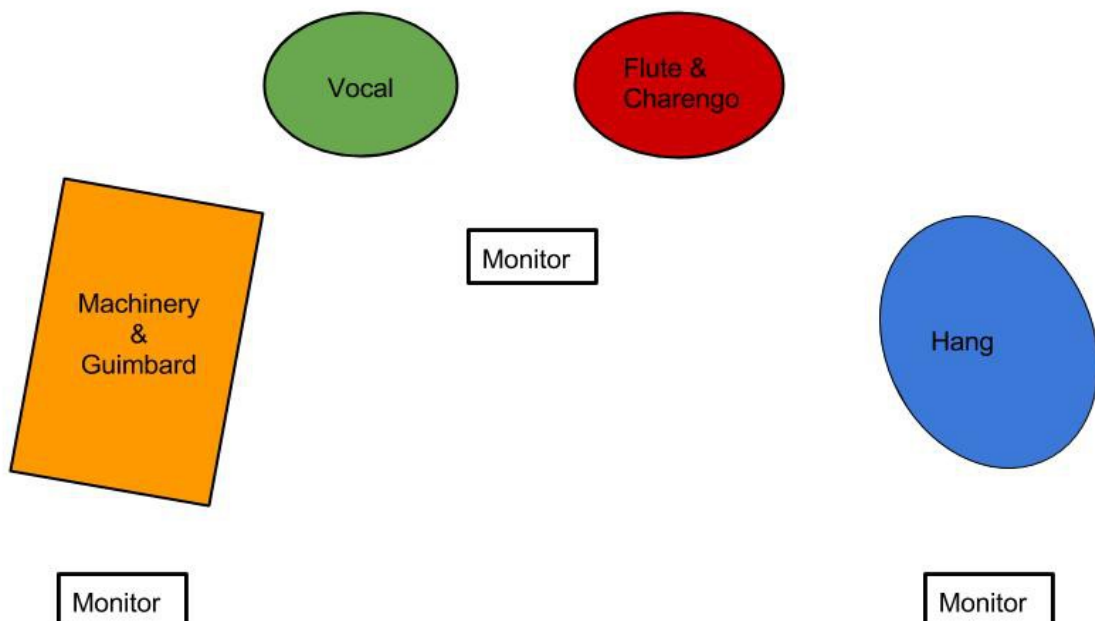 Vocal
Flute &
Charengo
Monitor
Machinery
&
Guimbard
Hang
Monitor
Monitor